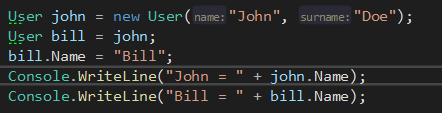 User john = new User(name:"John", surname:"Doe");
User bill = john;
bill.Name = "Bill";
Console.WriteLine("John = " + john.Name);
Console.WriteLine("Bill = " + bill.Name);